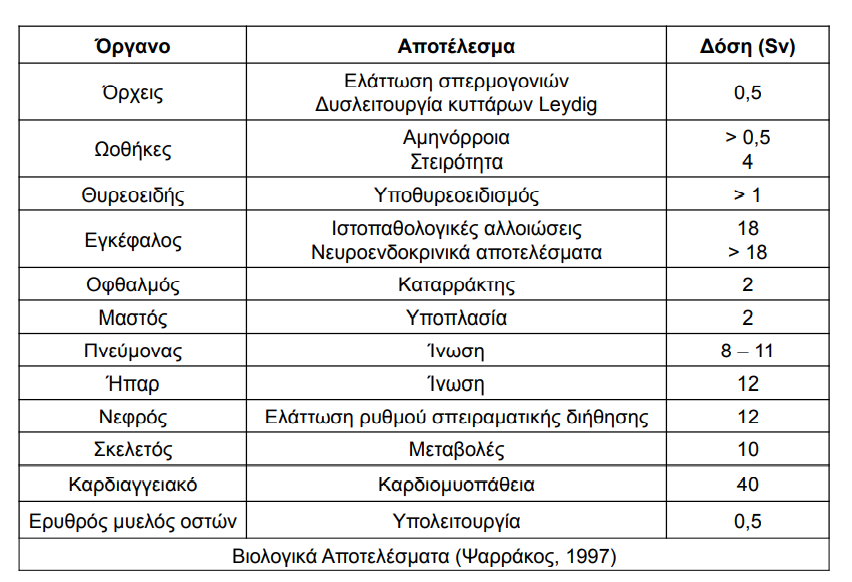 Όργανο Αποτέλεσμα Δόση (Sv)
Όρχεις Ελάττωση σπερμογονιών 0,5
Δυσλειτουργία κυττάρων Leydig
Ωοθήκες Αμηνόρροια > 0,5
Στειρότητα 4
Θυρεοειδής Υποθυρεοειδισμός > 1
Εγκέφαλος Ιστοπαθολογικές αλλοιώσεις 18
Νευροενδοκρινικά αποτελέσματα > 18
Οφθαλμός Καταρράκτης 2
Μαστός Υποπλασία 2
Πνεύμονας Ίνωση 8 – 11
Ήπαρ Ίνωση 12
Νεφρός Ελάττωση ρυθμού σπειραματικής διήθησης 12
Σκελετός Μεταβολές 10
Καρδιαγγειακό Καρδιομυοπάθεια 40
Ερυθρός μυελός οστών Υπολειτουργία 0,5
Βιολογικά Αποτελέσματα (Ψαρράκος, 1997)